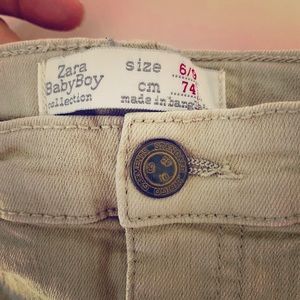 Zara
BabyBoy
collection
size 6/9
cm 74
made in bangla